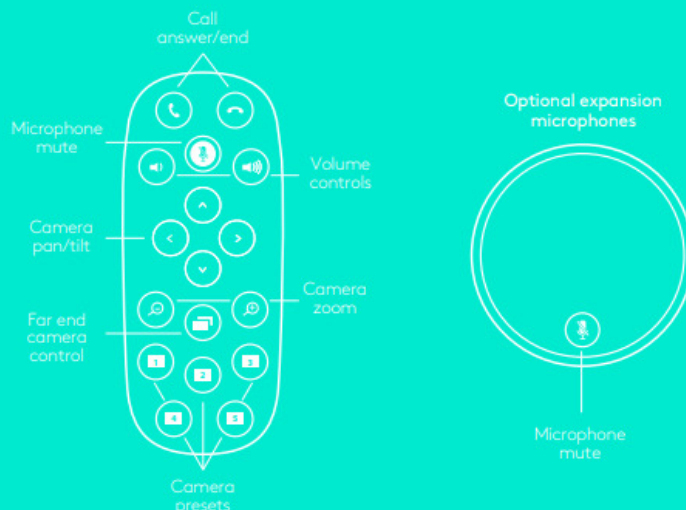 Call
answer/end
Microphone
mute
Volume
controls
Camera
pan/tilt
Camera
zoom
Far end
camera
control
1
2
3
4
5
Camera
presets
Optional expansion
microphones
Microphone
mute